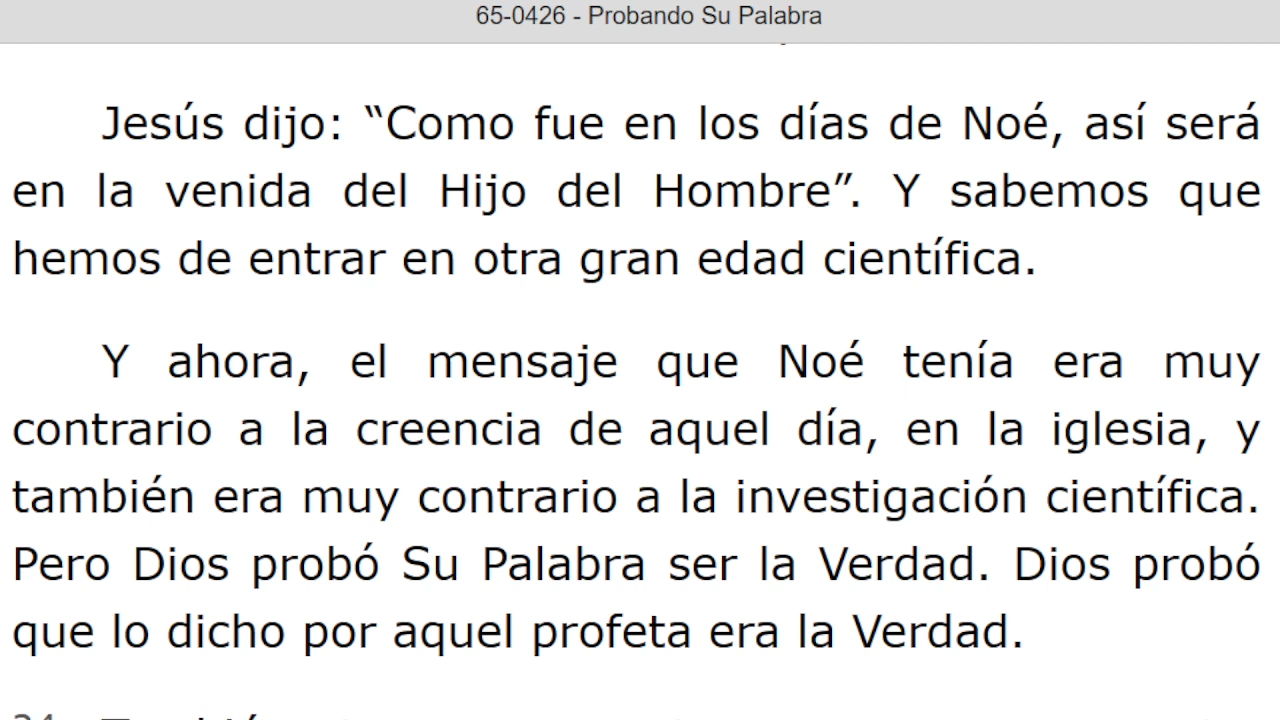 65-0426 - Probando Su Palabra
Jesús dijo: “Como fue en los días de Noé, así será
en la venida del Hijo del Hombre”. Y sabemos que
hemos de entrar en otra gran edad científica.
Y ahora, el mensaje que Noé tenía era muy
contrario a la creencia de aquel día, en la iglesia, y
también era muy contrario a la investigación científica.
Pero Dios probó Su Palabra ser la Verdad. Dios probó
que lo dicho por aquel profeta era la Verdad.